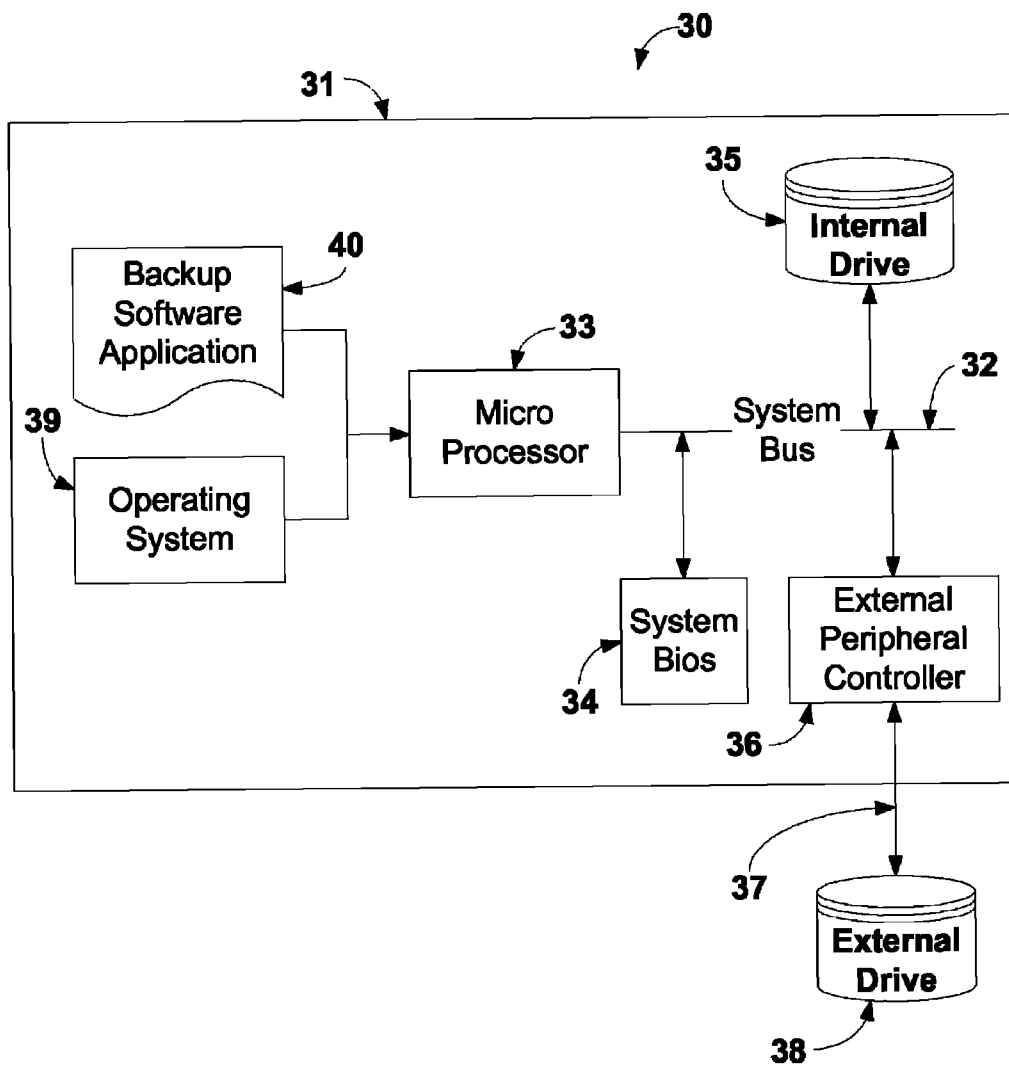 30
31
35
Internal
Drive
Backup
Software
Application
40
33
32
Micro
Processor
System
Bus
39
Operating
System
System
Bios
34
External
Peripheral
Controller
36
37
External
Drive
38